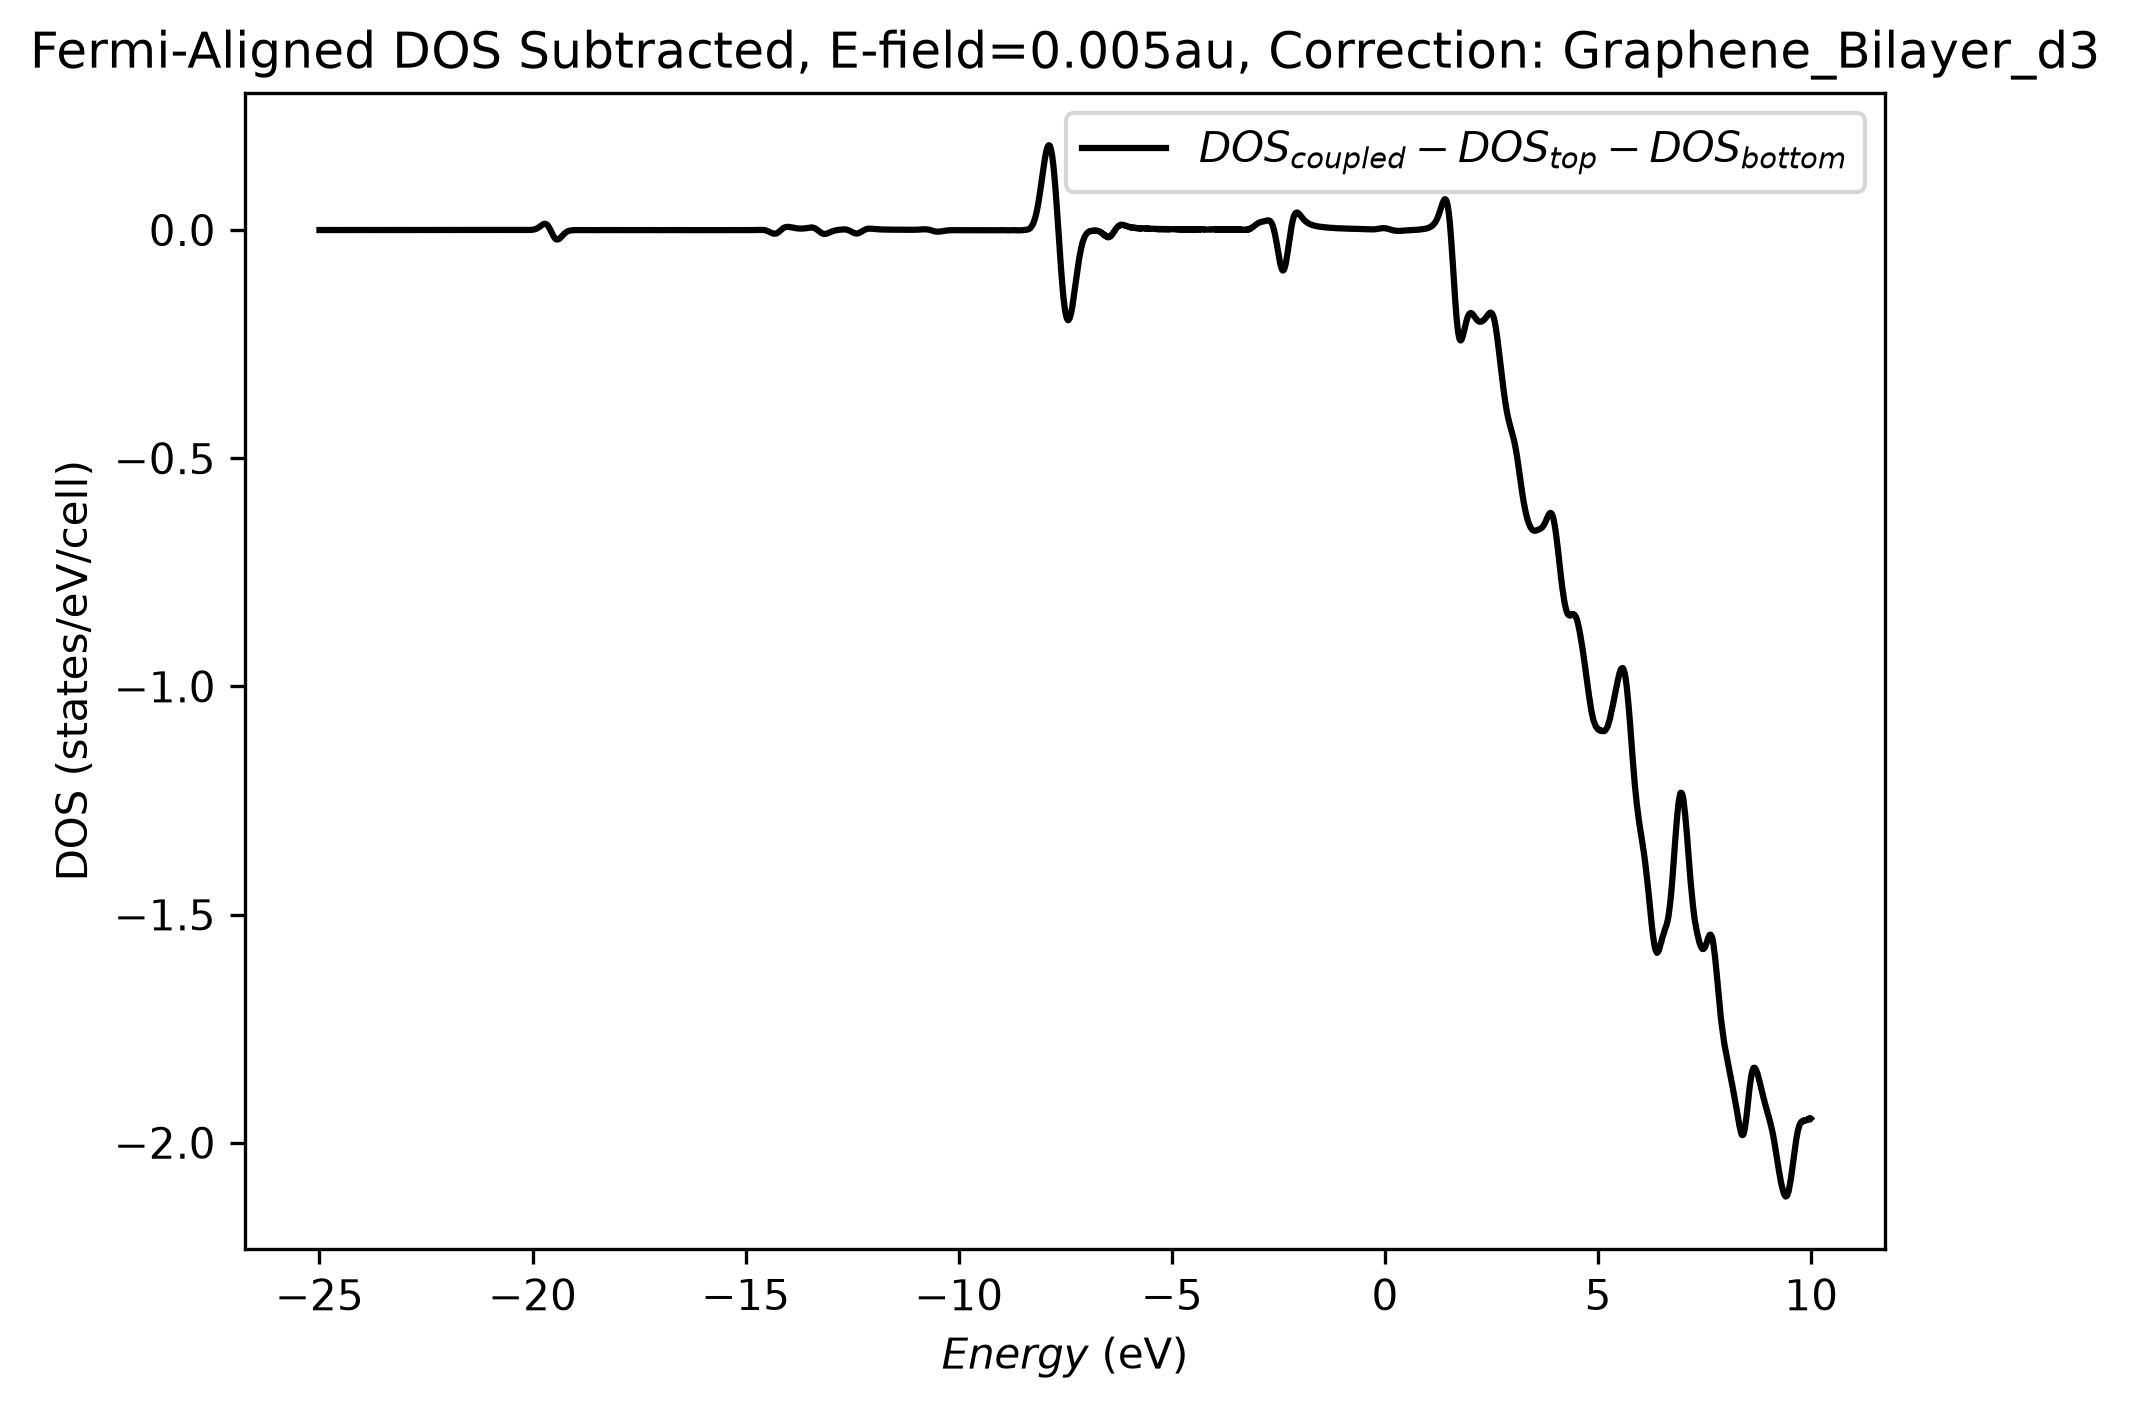 Fermi-Aligned DOS Subtracted, E-field=0.005au, Correction: Graphene_Bilayer_d3
DOS_coupled − DOS_top − DOS_bottom
DOS (states/eV/cell)
0.0
−0.5
−1.0
−1.5
−2.0
−25 −20 −15 −10 −5 0 5 10
Energy (eV)